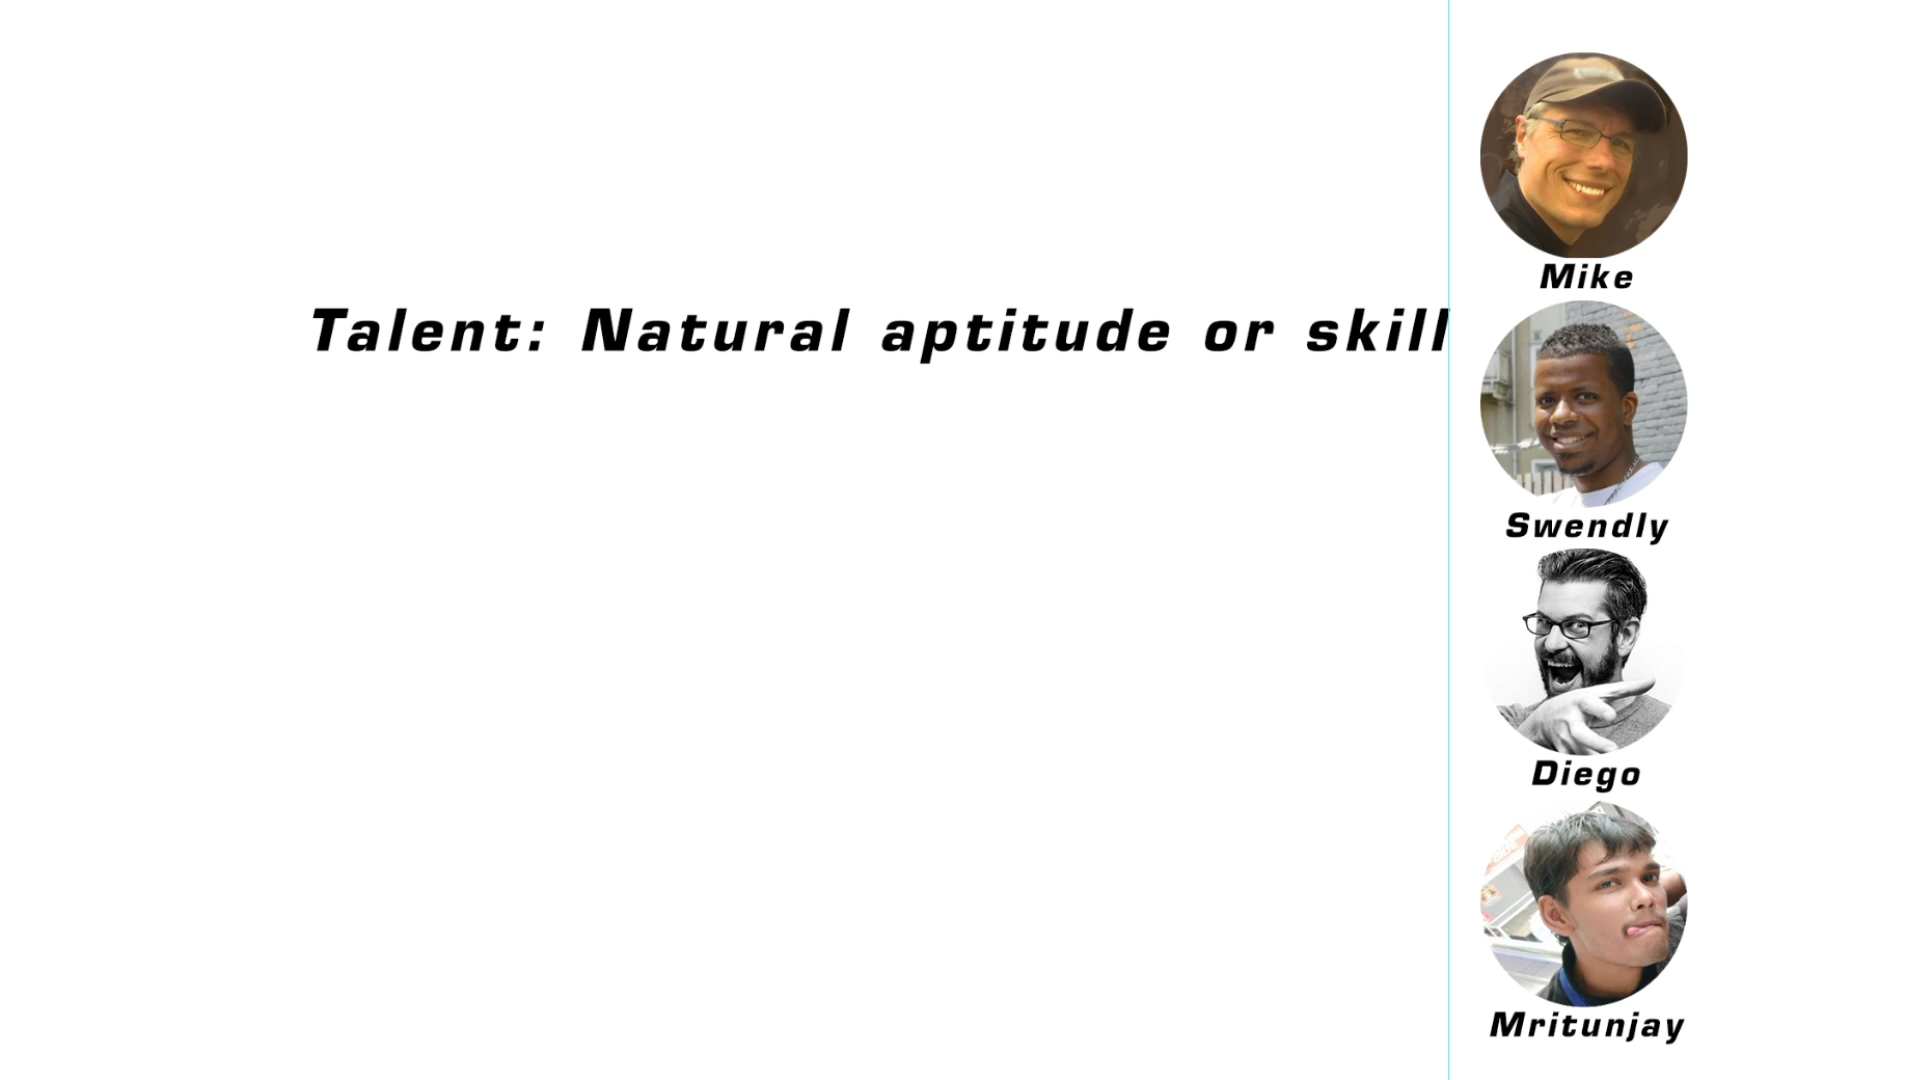 Talent: Natural aptitude or skill
Mike
Swendly
Diego
Mritunjay